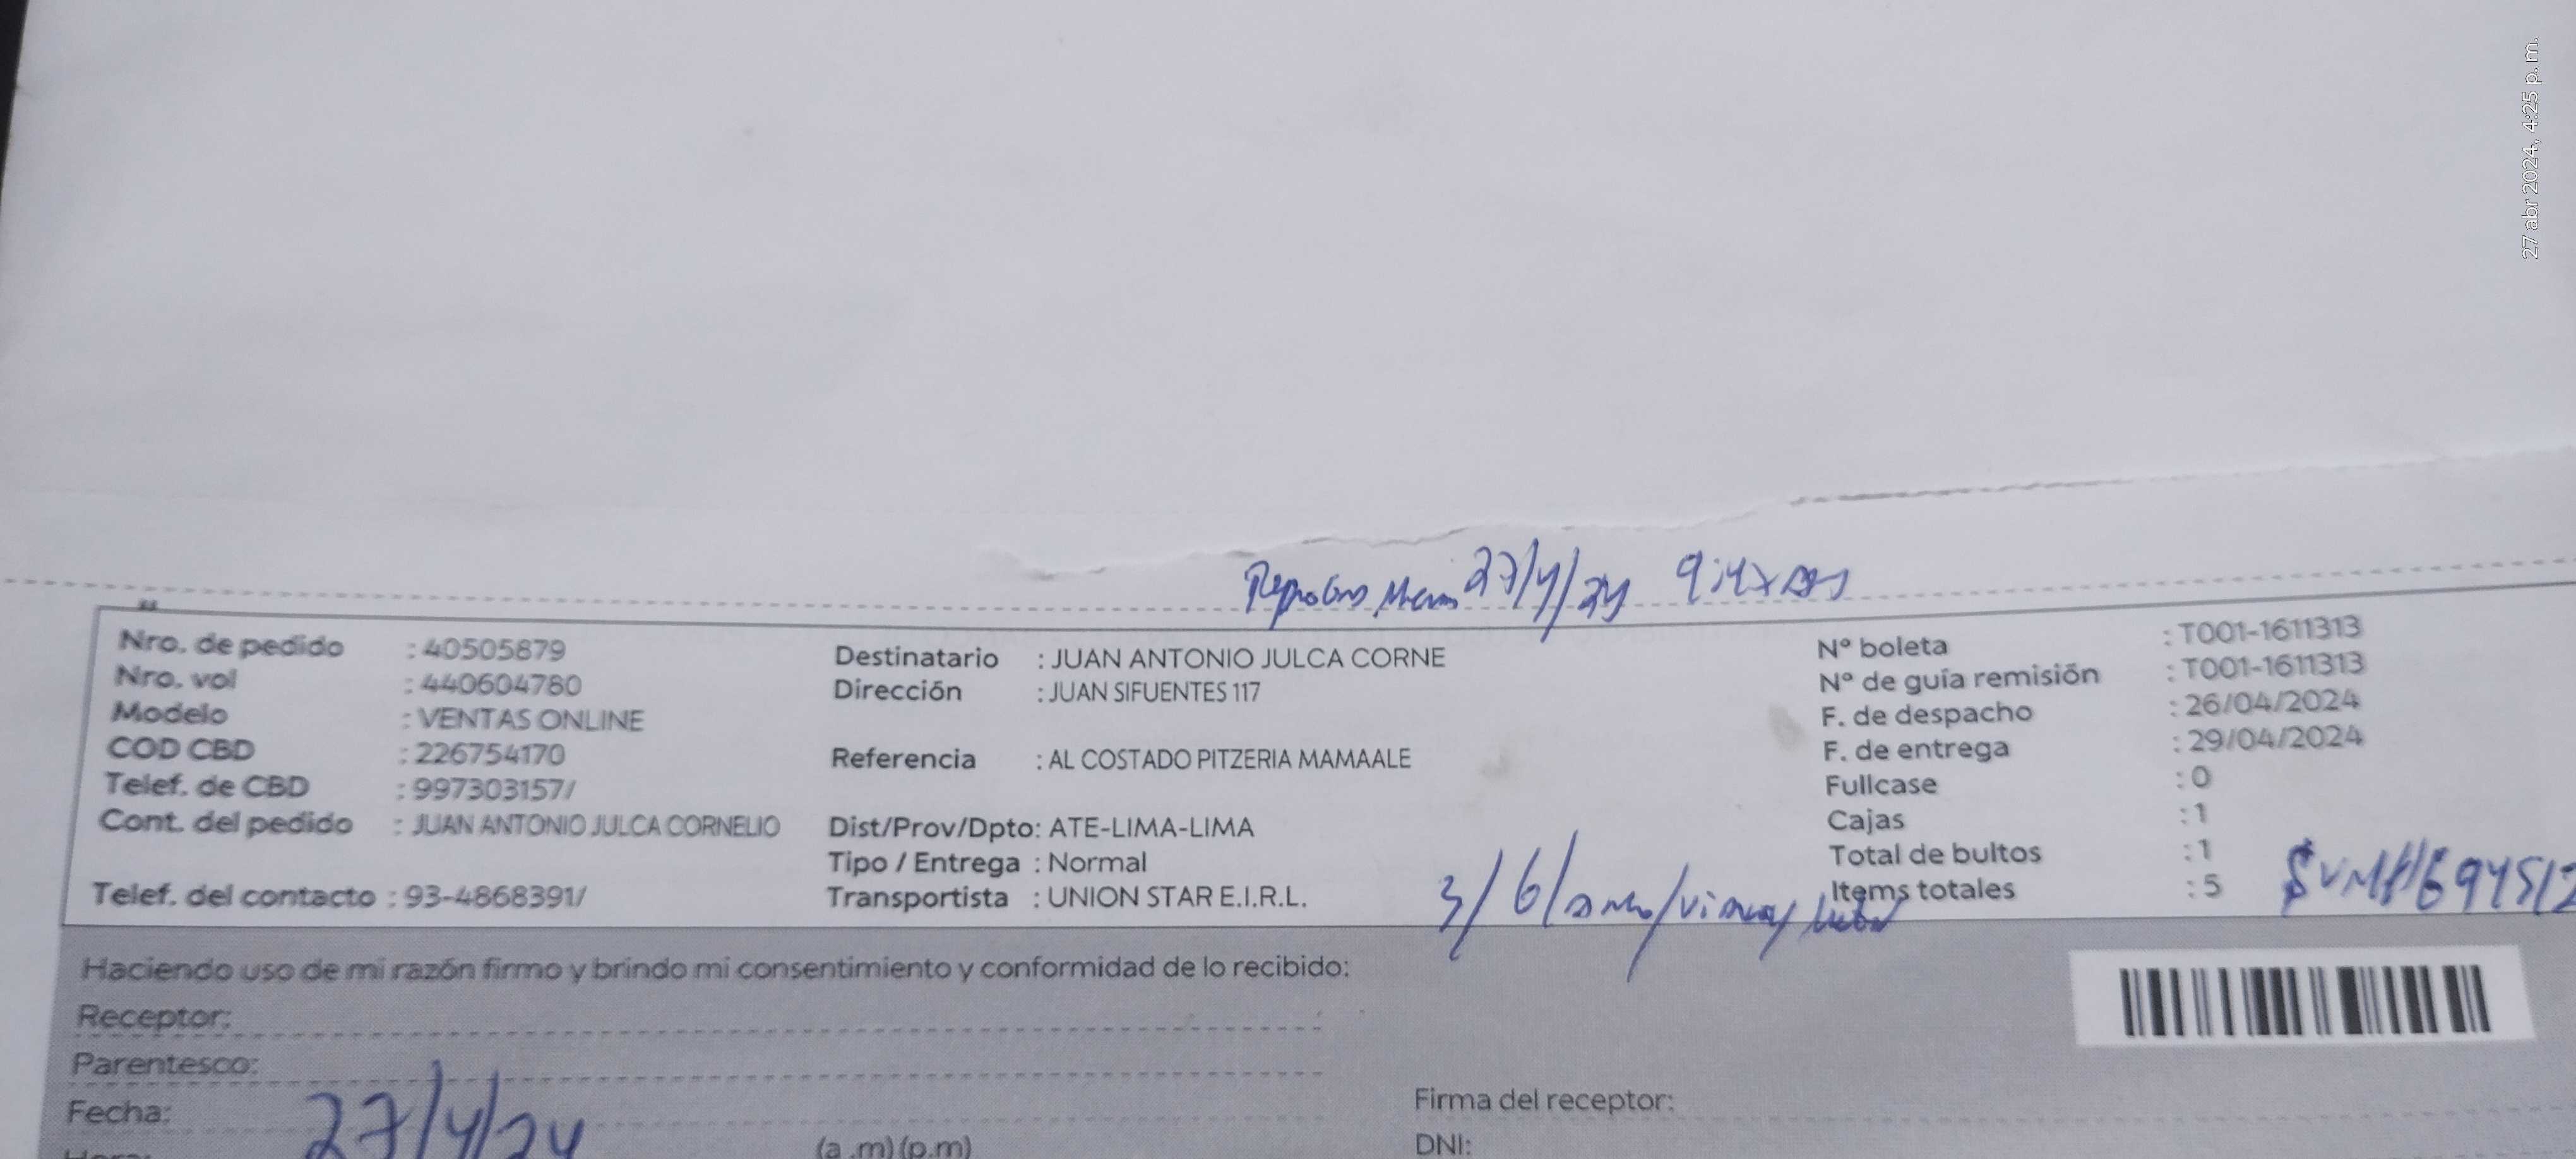 27 abr 2024, 4:25 p. m.
27/4/24
Nro. de pedido : 40505879
Nro. vol : 440604780
Modelo : VENTAS ONLINE
COD CBD : 226754170
Telef. de CBD : 997303157/
Cont. del pedido : JUAN ANTONIO JULCA CORNELIO
Telef. del contacto : 93-4868391/
Destinatario : JUAN ANTONIO JULCA CORNE
Dirección : JUAN SIFUENTES 117
Referencia : AL COSTADO PITZERIA MAMAALE
Dist/Prov/Dpto: ATE-LIMA-LIMA
Tipo / Entrega : Normal
Transportista : UNION STAR E.I.R.L.
N° boleta : T001-1611313
N° de guía remisión : T001-1611313
F. de despacho : 26/04/2024
F. de entrega : 29/04/2024
Fullcase : 0
Cajas : 1
Total de bultos : 1
Items totales : 5
3/6/
Haciendo uso de mi razón firmo y brindo mi consentimiento y conformidad de lo recibido:
Receptor:
Parentesco:
Fecha: 27/4/24
(a .m) (p.m)
Firma del receptor:
DNI: